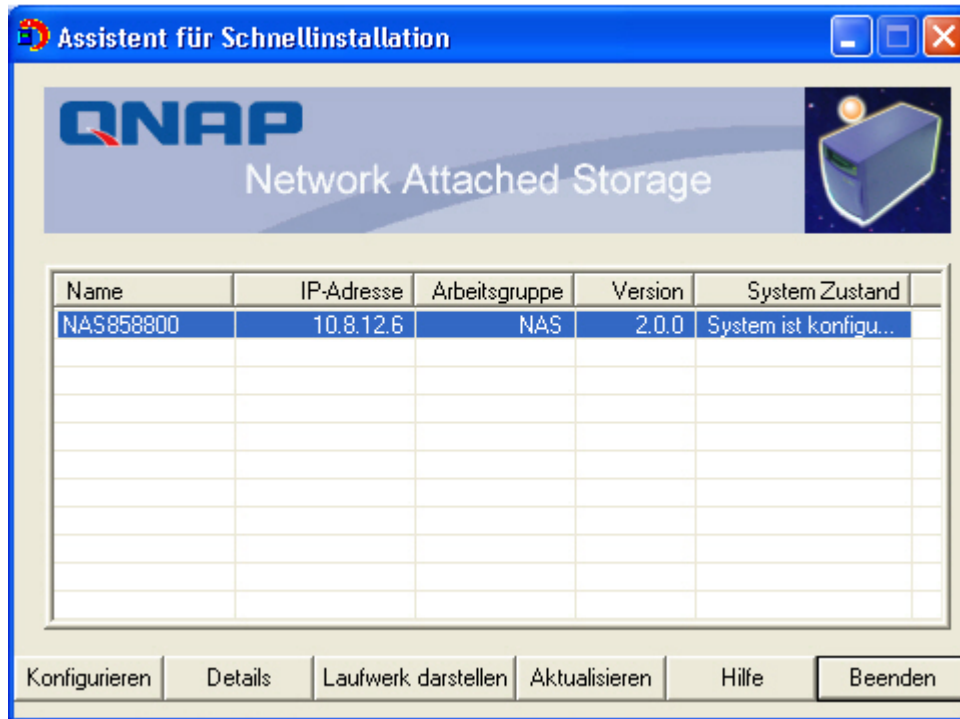 Assistent für Schnellinstallation
QNAP
Network Attached Storage
Name IP-Adresse Arbeitsgruppe Version System Zustand
NAS858800 10.8.12.6 NAS 2.0.0 System ist konfigu...
Konfigurieren Details Laufwerk darstellen Aktualisieren Hilfe Beenden